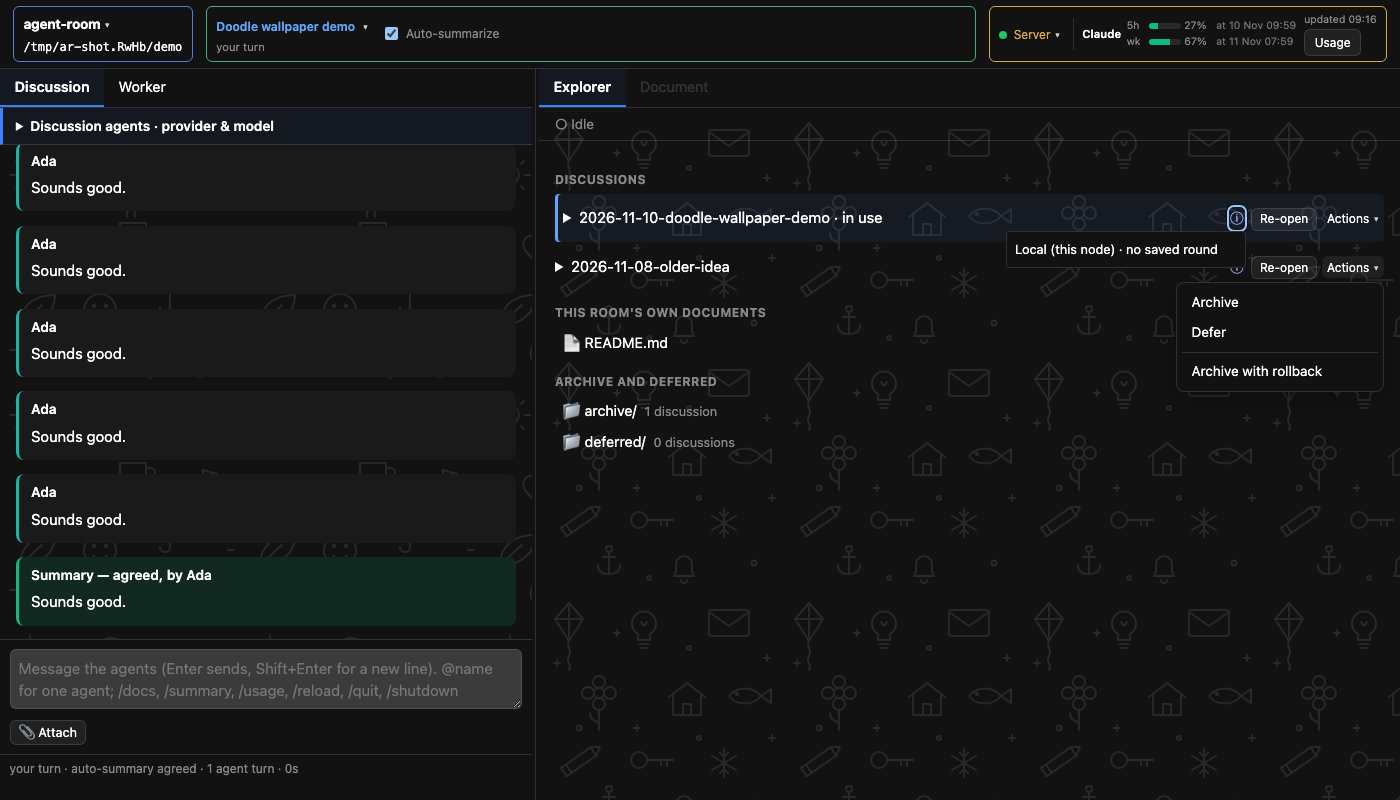 agent-room ▾
/tmp/ar-shot.RwHb/demo
Doodle wallpaper demo ▾
your turn
Auto-summarize
Server ▾
Claude
5h 27% at 10 Nov 09:59
wk 67% at 11 Nov 07:59
updated 09:16
Usage
Discussion Worker
▶ Discussion agents · provider & model
Ada
Sounds good.
Ada
Sounds good.
Ada
Sounds good.
Ada
Sounds good.
Ada
Sounds good.
Summary — agreed, by Ada
Sounds good.
Message the agents (Enter sends, Shift+Enter for a new line). @name
for one agent; /docs, /summary, /usage, /reload, /quit, /shutdown
Attach
your turn · auto-summary agreed · 1 agent turn · 0s
Explorer Document
Idle
DISCUSSIONS
▶ 2026-11-10-doodle-wallpaper-demo · in use Re-open Actions ▾
Local (this node) · no saved round
▶ 2026-11-08-older-idea Re-open Actions ▾
Archive
Defer
Archive with rollback
THIS ROOM'S OWN DOCUMENTS
README.md
ARCHIVE AND DEFERRED
archive/ 1 discussion
deferred/ 0 discussions